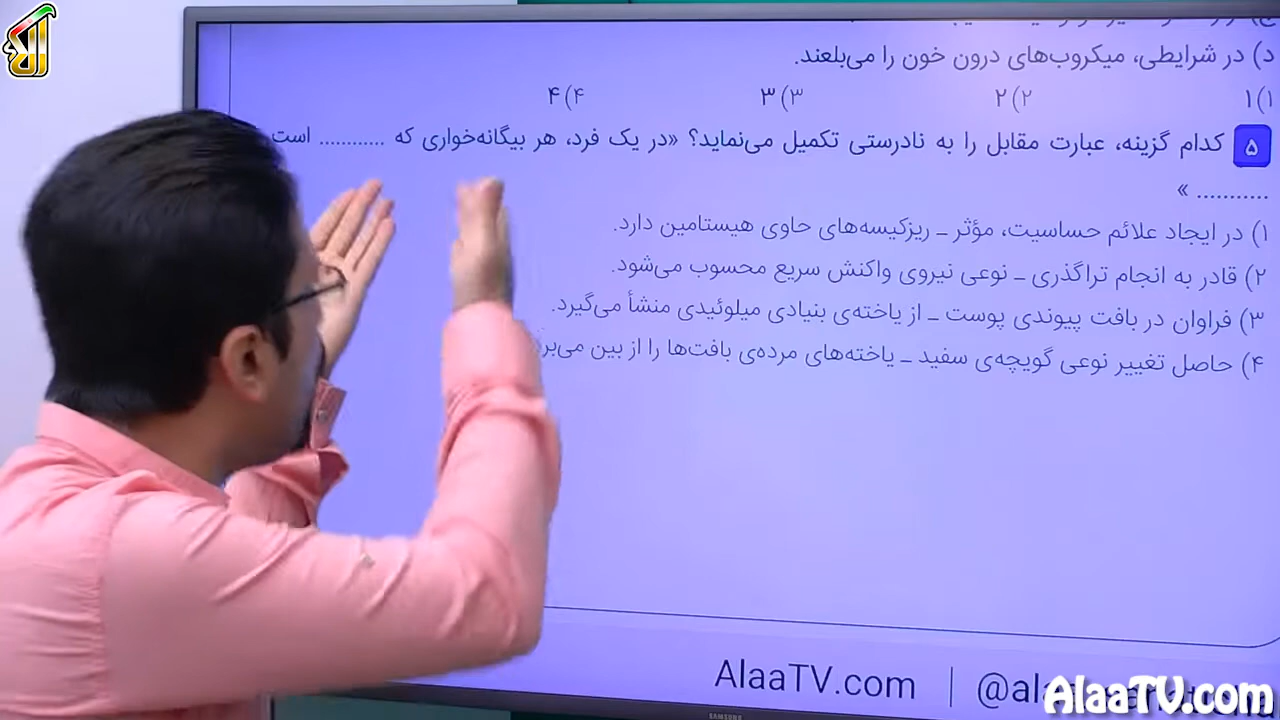 د) در شرایطی، میکروب‌های درون خون را می‌بلعند.
۱)۱ ۲)۲ ۳)۳ ۴)۴
۵ کدام گزینه، عبارت مقابل را به نادرستی تکمیل می‌نماید؟ «در یک فرد، هر بیگانه‌خواری که ............ است
........... »
۱) در ایجاد علائم حساسیت، مؤثر ـ ریزکیسه‌های حاوی هیستامین دارد.
۲) قادر به انجام تراگذری ـ نوعی نیروی واکنش سریع محسوب می‌شود.
۳) فراوان در بافت پیوندی پوست ـ از یاخته‌ی بنیادی میلوئیدی منشأ می‌گیرد.
۴) حاصل تغییر نوعی گویچه‌ی سفید ـ یاخته‌های مرده‌ی بافت‌ها را از بین
AlaaTV.com
AlaaTV.com
SAMSUNG